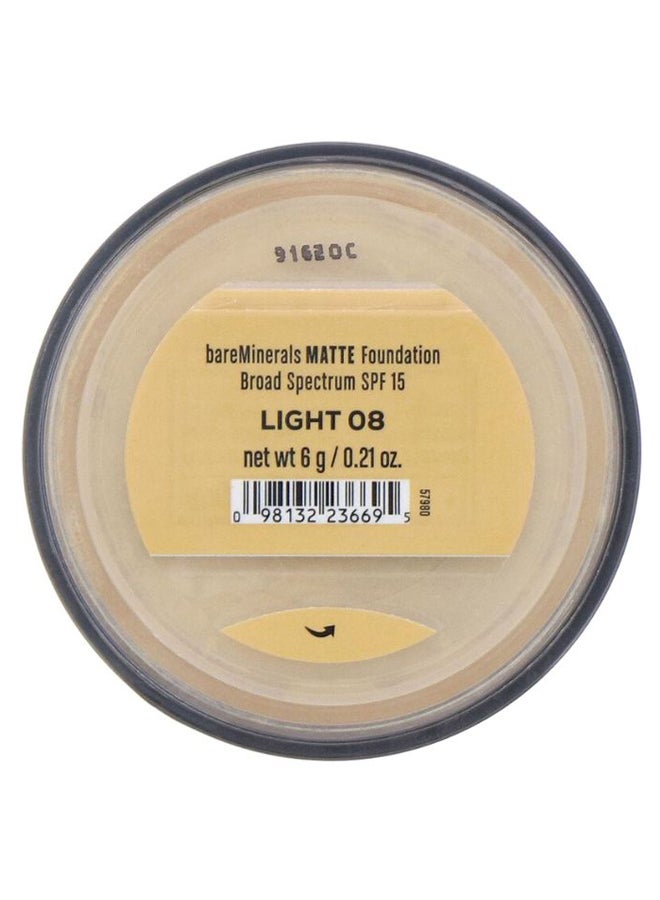 91620C
bareMinerals MATTE Foundation
Broad Spectrum SPF 15
LIGHT 08
net wt 6 g / 0.21 oz.
57980
0 98132 23669 5